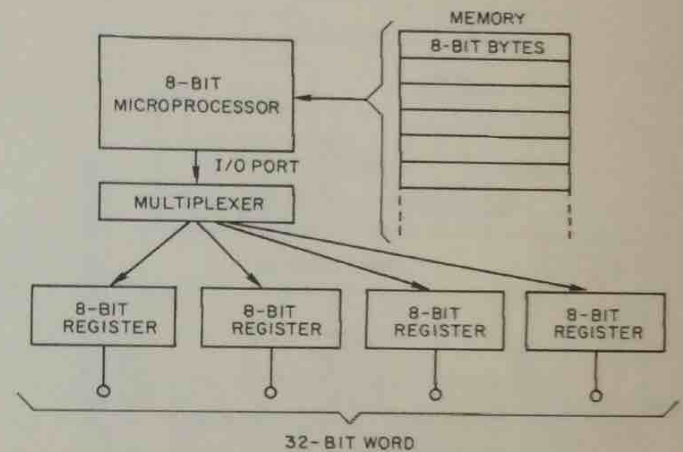 MEMORY
8-BIT BYTES
8-BIT
MICROPROCESSOR
I/O PORT
MULTIPLEXER
8-BIT
REGISTER
8-BIT
REGISTER
8-BIT
REGISTER
8-BIT
REGISTER
32-BIT WORD